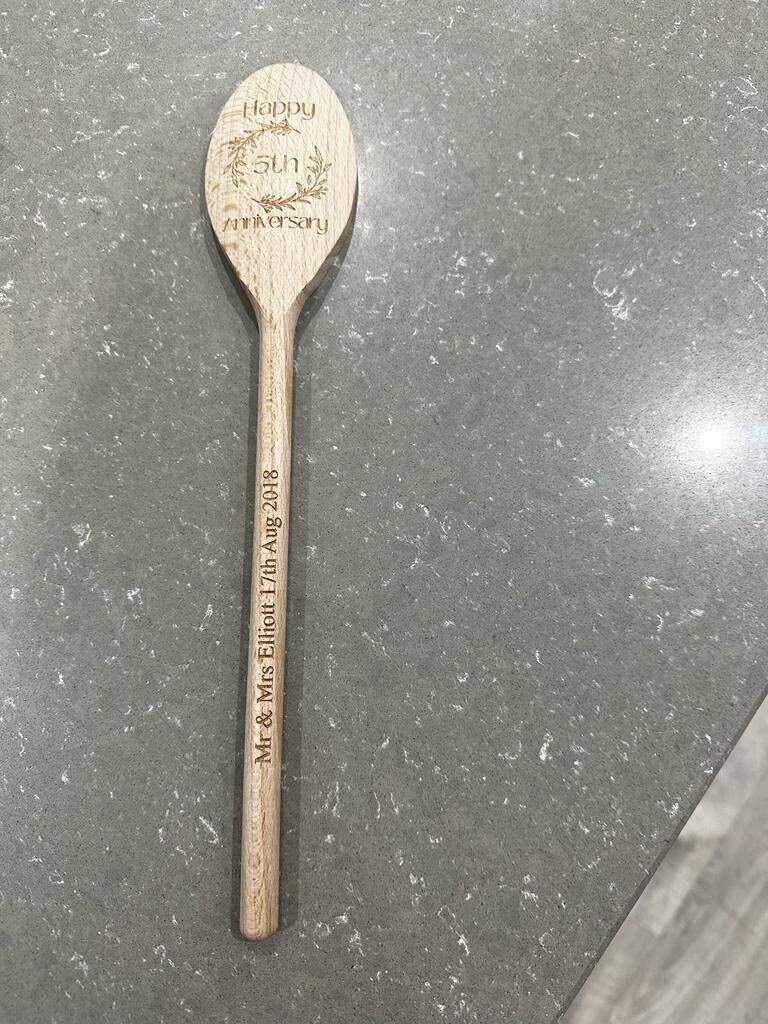 Happy
5th
Anniversary
Mr & Mrs Elliott 17th Aug 2018